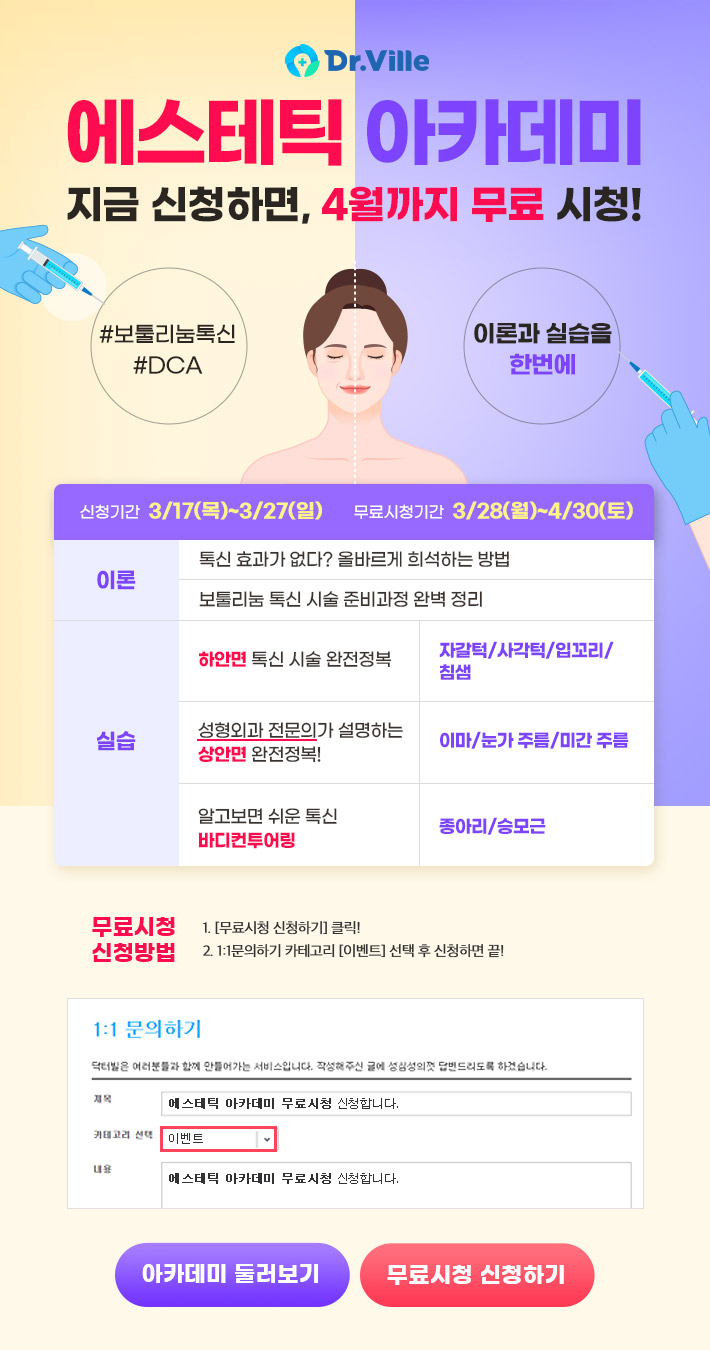 Dr.Ville
에스테틱 아카데미
지금 신청하면, 4월까지 무료 시청!
#보툴리눔톡신
#DCA
이론과 실습을
한번에
신청기간 3/17(목)~3/27(일) 무료시청기간 3/28(월)~4/30(토)
이론
톡신 효과가 없다? 올바르게 희석하는 방법
보툴리눔 톡신 시술 준비과정 완벽 정리
실습
하안면 톡신 시술 완전정복
자갈턱/사각턱/입꼬리/
침샘
성형외과 전문의가 설명하는
상안면 완전정복!
이마/눈가 주름/미간 주름
알고보면 쉬운 톡신
바디컨투어링
종아리/승모근
무료시청
신청방법
1. [무료시청 신청하기] 클릭!
2. 1:1문의하기 카테고리 [이벤트] 선택 후 신청하면 끝!
1:1 문의하기
닥터빌은 여러분들과 함께 만들어가는 서비스입니다. 작성해주신 글에 성심성의껏 답변드리도록 하겠습니다.
제목
에스테틱 아카데미 무료시청 신청합니다.
카테고리 선택
이벤트
내용
에스테틱 아카데미 무료시청 신청합니다.
아카데미 둘러보기
무료시청 신청하기